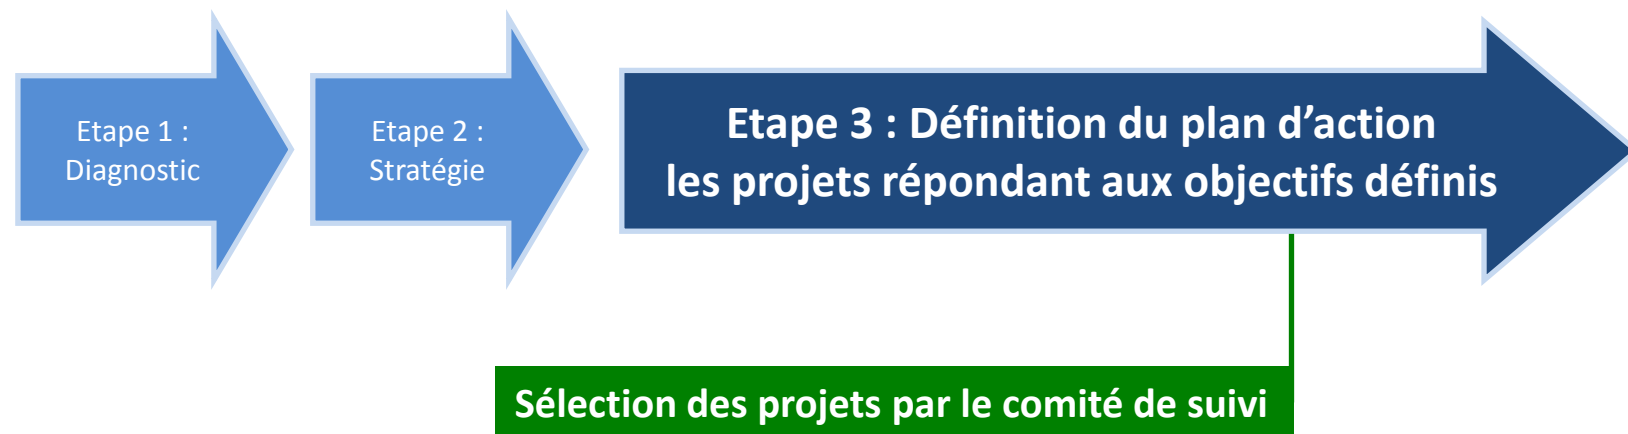 Etape 1 :
Diagnostic
Etape 2 :
Stratégie
Etape 3 : Définition du plan d’action
les projets répondant aux objectifs définis
Sélection des projets par le comité de suivi